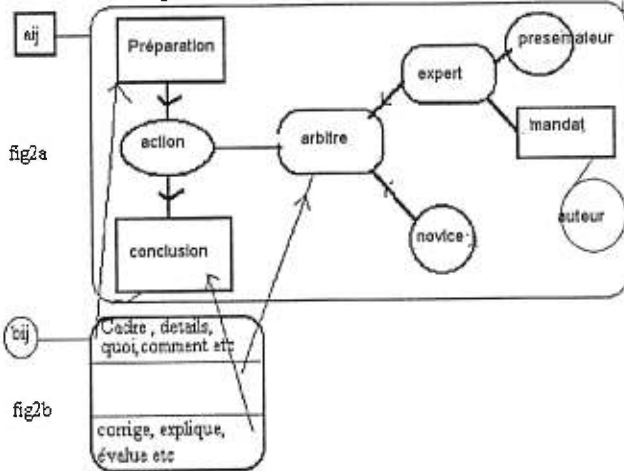 aij
Préparation
présentateur
expert
action
arbitre
mandat
fig2a
auteur
conclusion
novice
bij
Cadre, details,
quoi, comment etc
fig2b
corrige, explique,
évalue etc